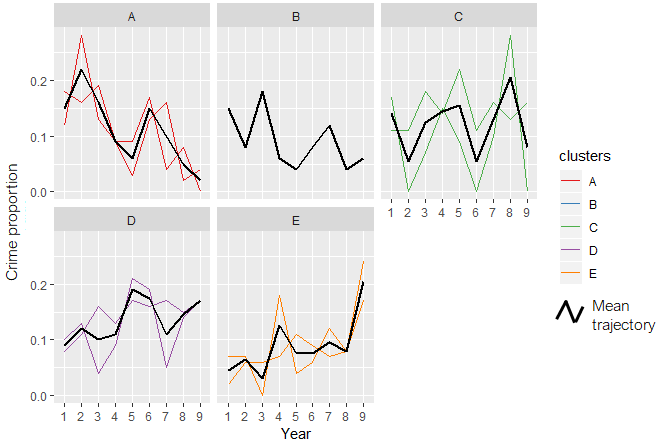 A B C
0.2
0.1
0.0
1 2 3 4 5 6 7 8 9
D E
0.2
0.1
0.0
1 2 3 4 5 6 7 8 9 1 2 3 4 5 6 7 8 9
Year
Crime proportion
clusters
A
B
C
D
E
Mean
trajectory